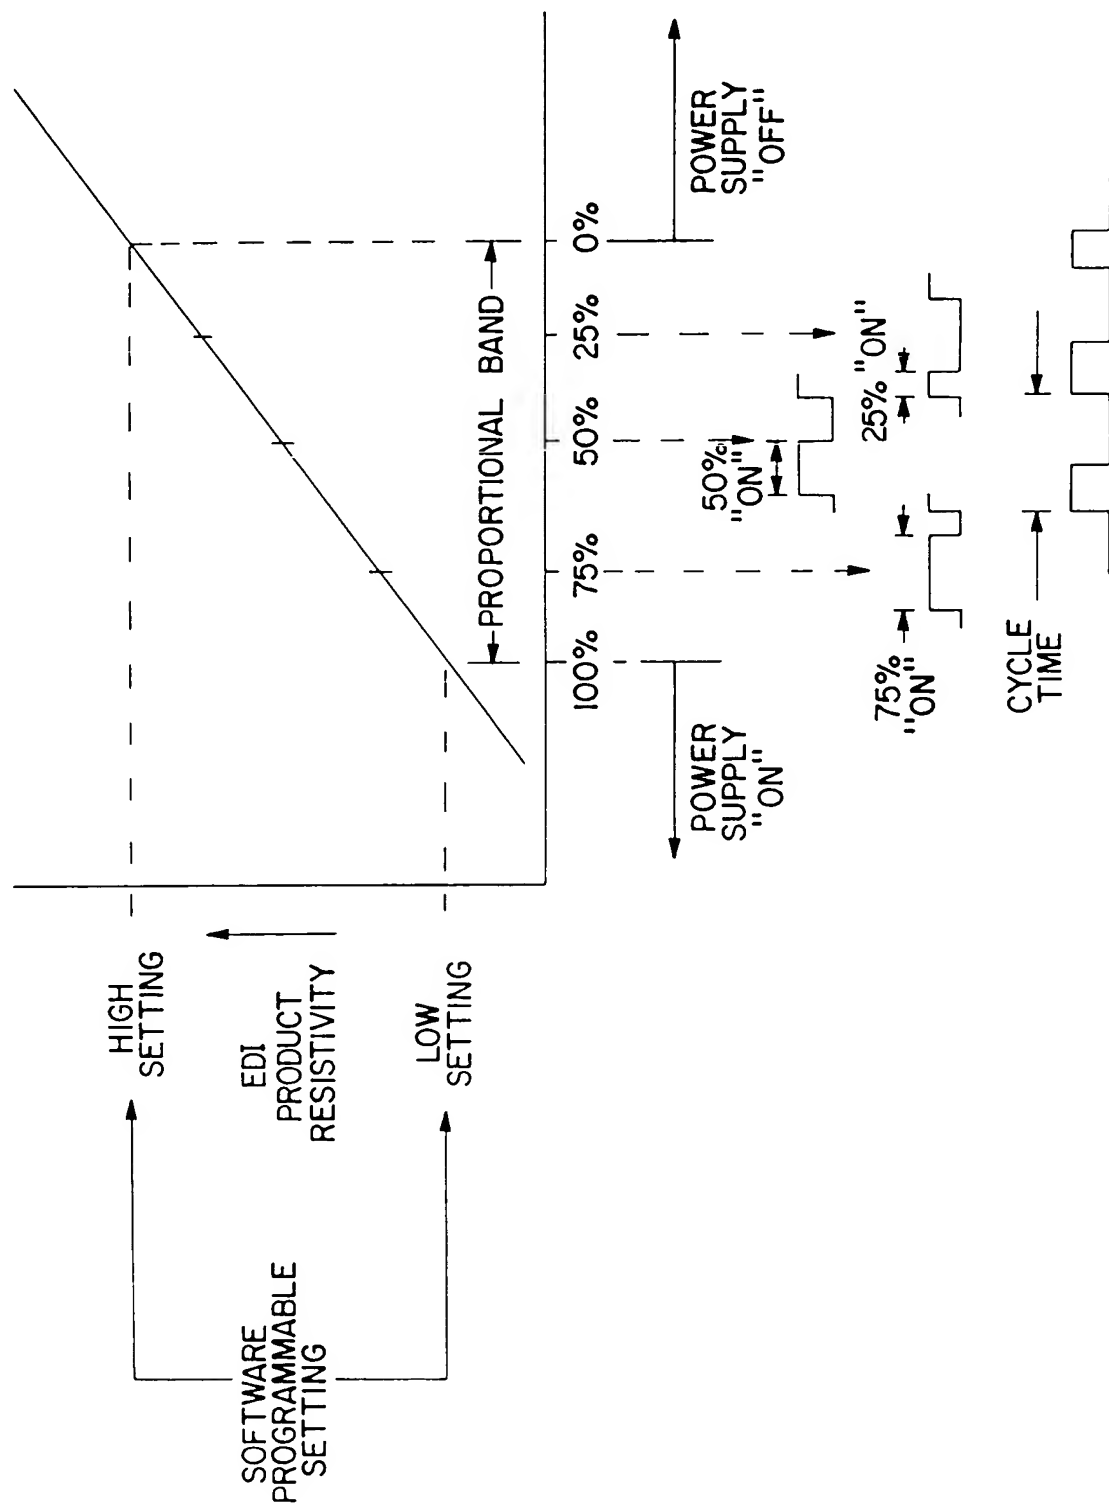 SOFTWARE
PROGRAMMABLE
SETTING
HIGH
SETTING
EDI
PRODUCT
RESISTIVITY
LOW
SETTING
PROPORTIONAL BAND
100%
75%
50%
25%
0%
POWER
SUPPLY
"ON"
POWER
SUPPLY
"OFF"
50%
"ON"
75%
"ON"
25% "ON"
CYCLE
TIME